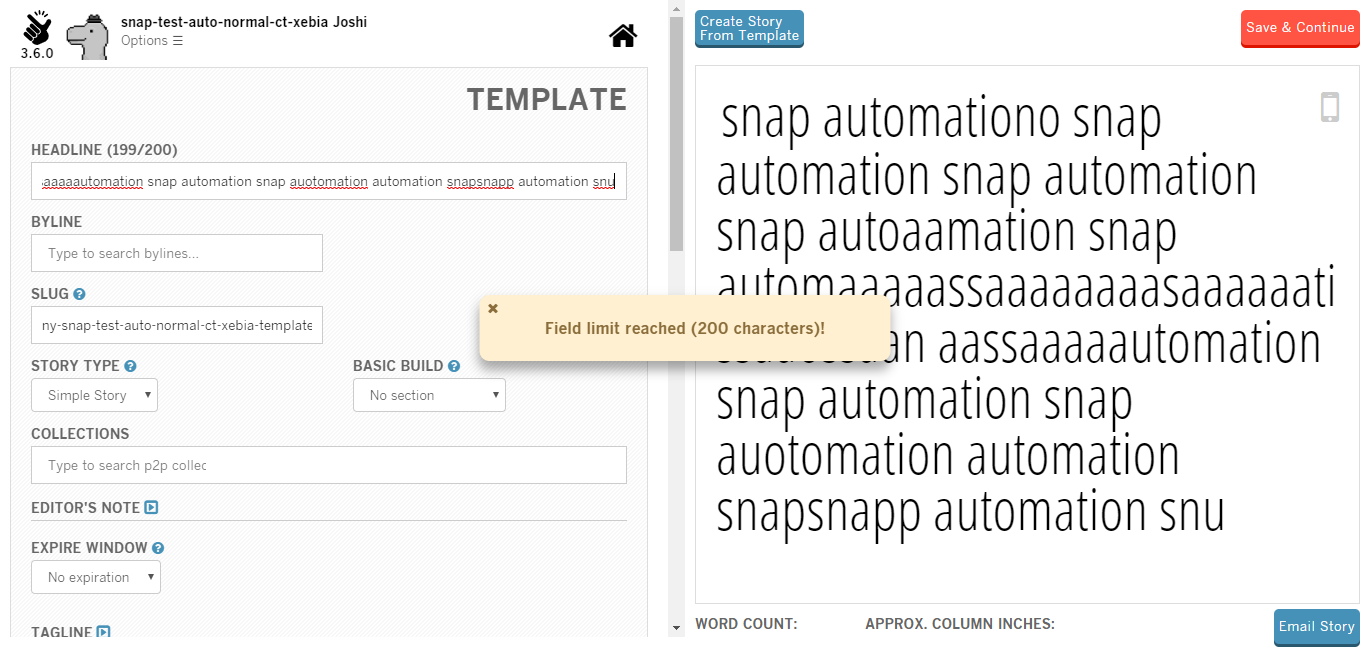 snap-test-auto-normal-ct-xebia Joshi
Options ☰
3.6.0
TEMPLATE
HEADLINE (199/200)
aaaaautomation snap automation snap auotomation automation snapsnapp automation snu
BYLINE
Type to search bylines...
SLUG
ny-snap-test-auto-normal-ct-xebia-template
STORY TYPE
BASIC BUILD
Simple Story
No section
COLLECTIONS
Type to search p2p collec
EDITOR'S NOTE
EXPIRE WINDOW
No expiration
TAGLINE
Field limit reached (200 characters)!
Create Story
From Template
Save & Continue
snap automationo snap
automation snap automation
snap autoaamation snap
automaaaaassaaaaaaaaasaaaaaati
an aassaaaaautomation
snap automation snap
auotomation automation
snapsnapp automation snu
WORD COUNT:
APPROX. COLUMN INCHES:
Email Story